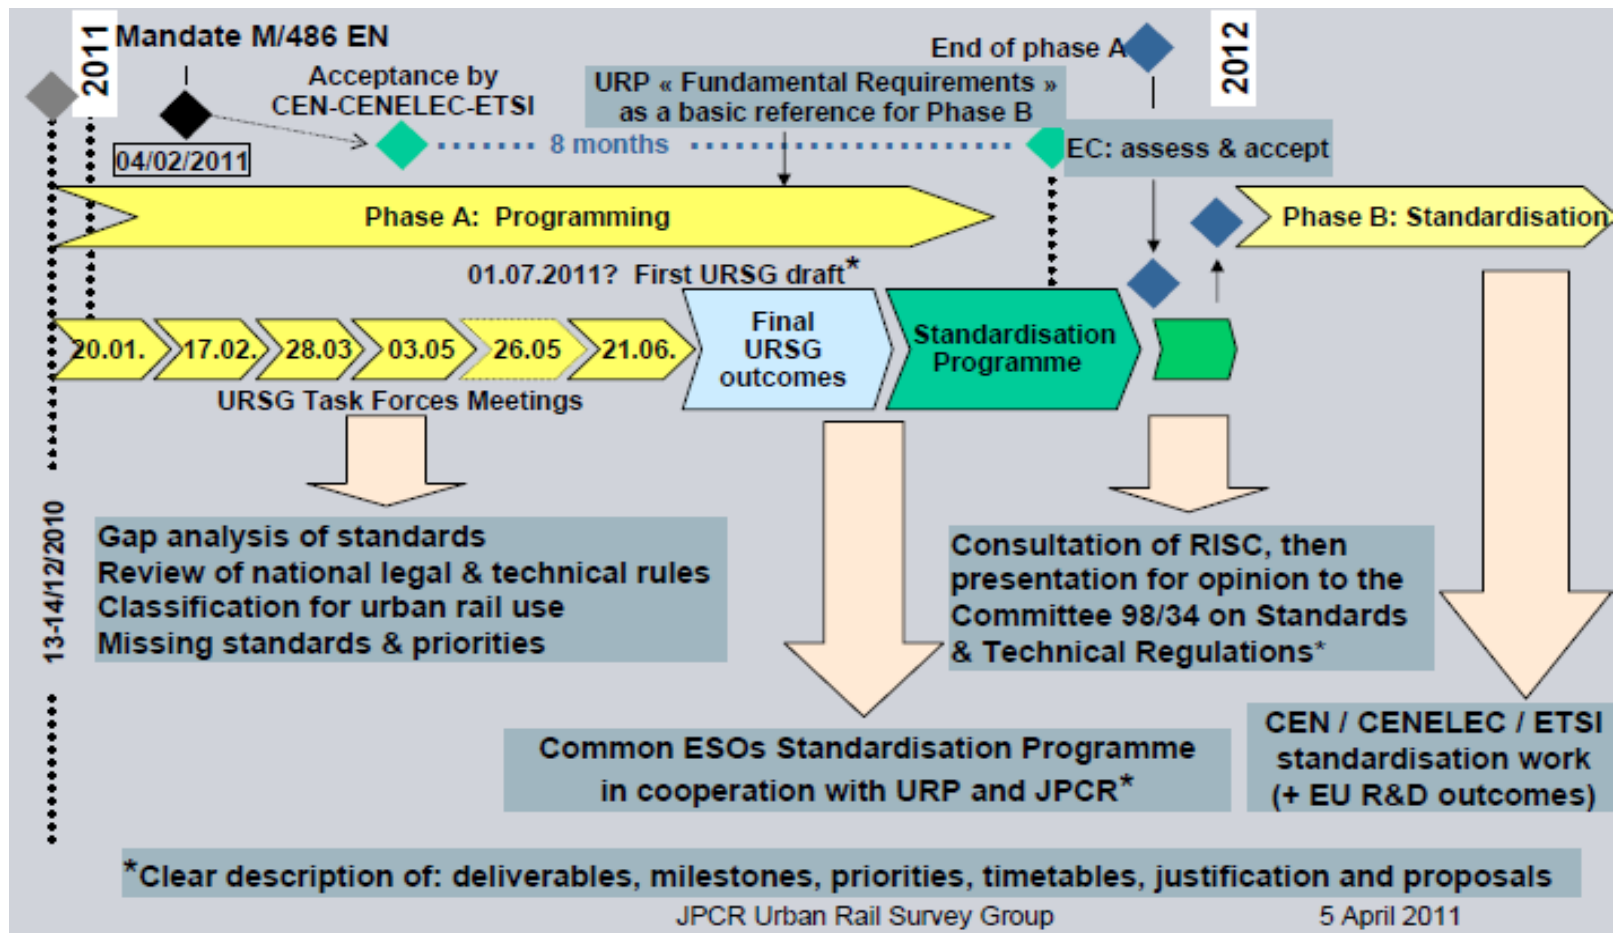 2011
Mandate M/486 EN
04/02/2011
Acceptance by
CEN-CENELEC-ETSI
8 months
URP « Fundamental Requirements »
as a basic reference for Phase B
End of phase A
2012
EC: assess & accept
Phase A: Programming
Phase B: Standardisation
01.07.2011? First URSG draft*
20.01.
17.02.
28.03
03.05
26.05
21.06.
Final
URSG
outcomes
Standardisation
Programme
URSG Task Forces Meetings
13-14/12/2010
Gap analysis of standards
Review of national legal & technical rules
Classification for urban rail use
Missing standards & priorities
Consultation of RISC, then
presentation for opinion to the
Committee 98/34 on Standards
& Technical Regulations*
Common ESOs Standardisation Programme
in cooperation with URP and JPCR*
CEN / CENELEC / ETSI
standardisation work
(+ EU R&D outcomes)
*Clear description of: deliverables, milestones, priorities, timetables, justification and proposals
JPCR Urban Rail Survey Group
5 April 2011